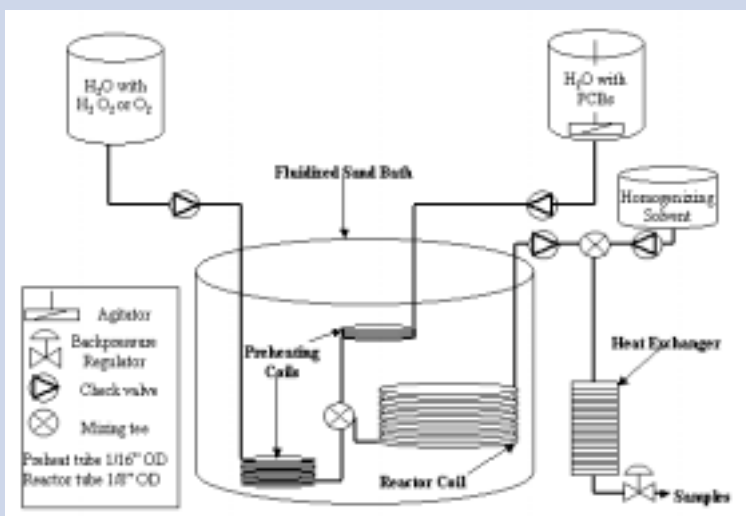 H₂O with
H₂O₂ or O₂
H₂O with
PCBs
Fluidized Sand Bath
Homogenizing
Solvent
Agitator
Backpressure
Regulator
Check valve
Mixing tee
Preheat tube 1/16" OD
Reactor tube 1/8" OD
Preheating
Coils
Heat Exchanger
Reactor Coil
Samples